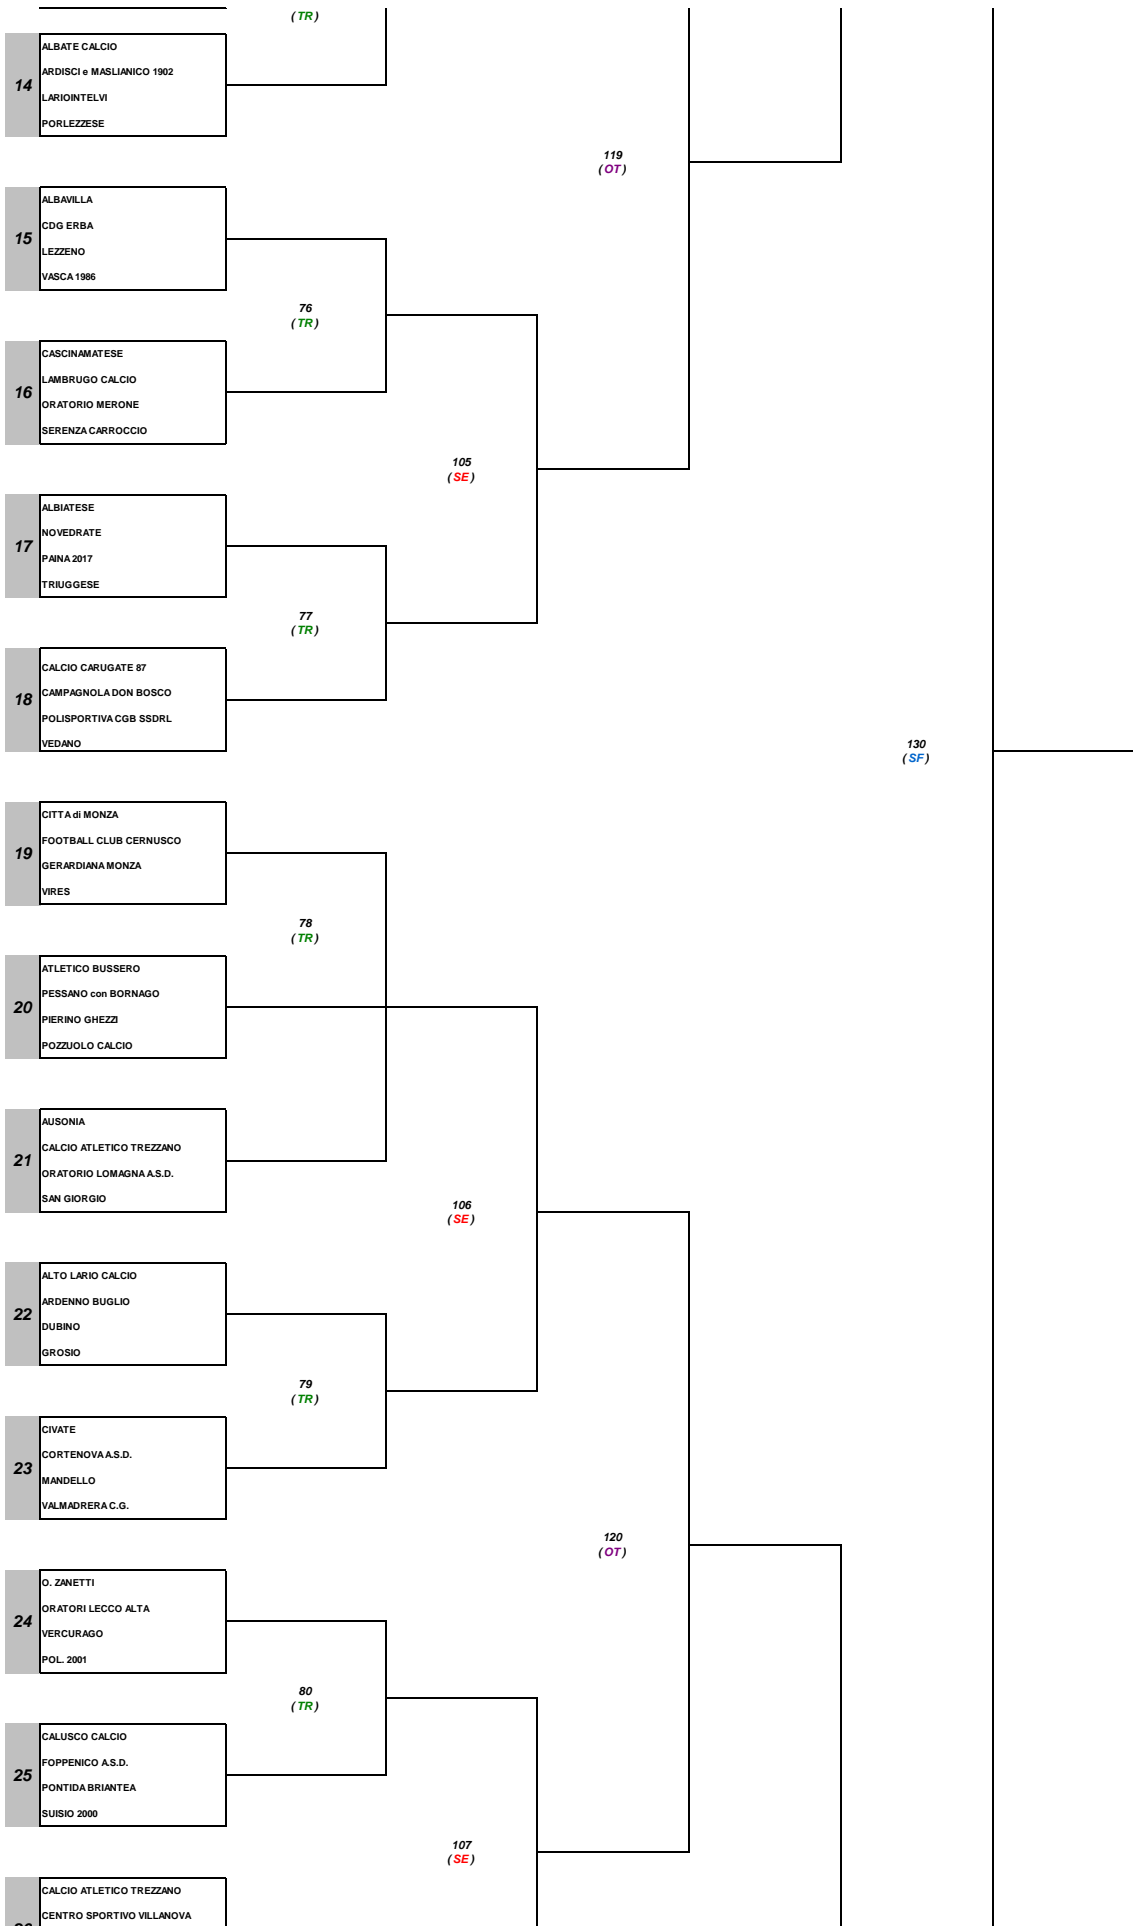 (TR)
14
ALBATE CALCIO
ARDISCI e MASLIANICO 1902
LARIOINTELVI
PORLEZZESE
119
(OT)
15
ALBAVILLA
CDG ERBA
LEZZENO
VASCA 1986
76
(TR)
16
CASCINAMATESE
LAMBRUGO CALCIO
ORATORIO MERONE
SERENZA CARROCCIO
105
(SE)
17
ALBIATESE
NOVEDRATE
PAINA 2017
TRIUGGESE
77
(TR)
18
CALCIO CARUGATE 87
CAMPAGNOLA DON BOSCO
POLISPORTIVA CGB SSDRL
VEDANO
130
(SF)
19
CITTA di MONZA
FOOTBALL CLUB CERNUSCO
GERARDIANA MONZA
VIRES
78
(TR)
20
ATLETICO BUSSERO
PESSANO con BORNAGO
PIERINO GHEZZI
POZZUOLO CALCIO
21
AUSONIA
CALCIO ATLETICO TREZZANO
ORATORIO LOMAGNA A.S.D.
SAN GIORGIO
106
(SE)
22
ALTO LARIO CALCIO
ARDENNO BUGLIO
DUBINO
GROSIO
79
(TR)
23
CIVATE
CORTENOVA A.S.D.
MANDELLO
VALMADRERA C.G.
120
(OT)
24
O. ZANETTI
ORATORI LECCO ALTA
VERCURAGO
POL. 2001
80
(TR)
25
CALUSCO CALCIO
FOPPENICO A.S.D.
PONTIDA BRIANTEA
SUISIO 2000
107
(SE)
CALCIO ATLETICO TREZZANO
CENTRO SPORTIVO VILLANOVA